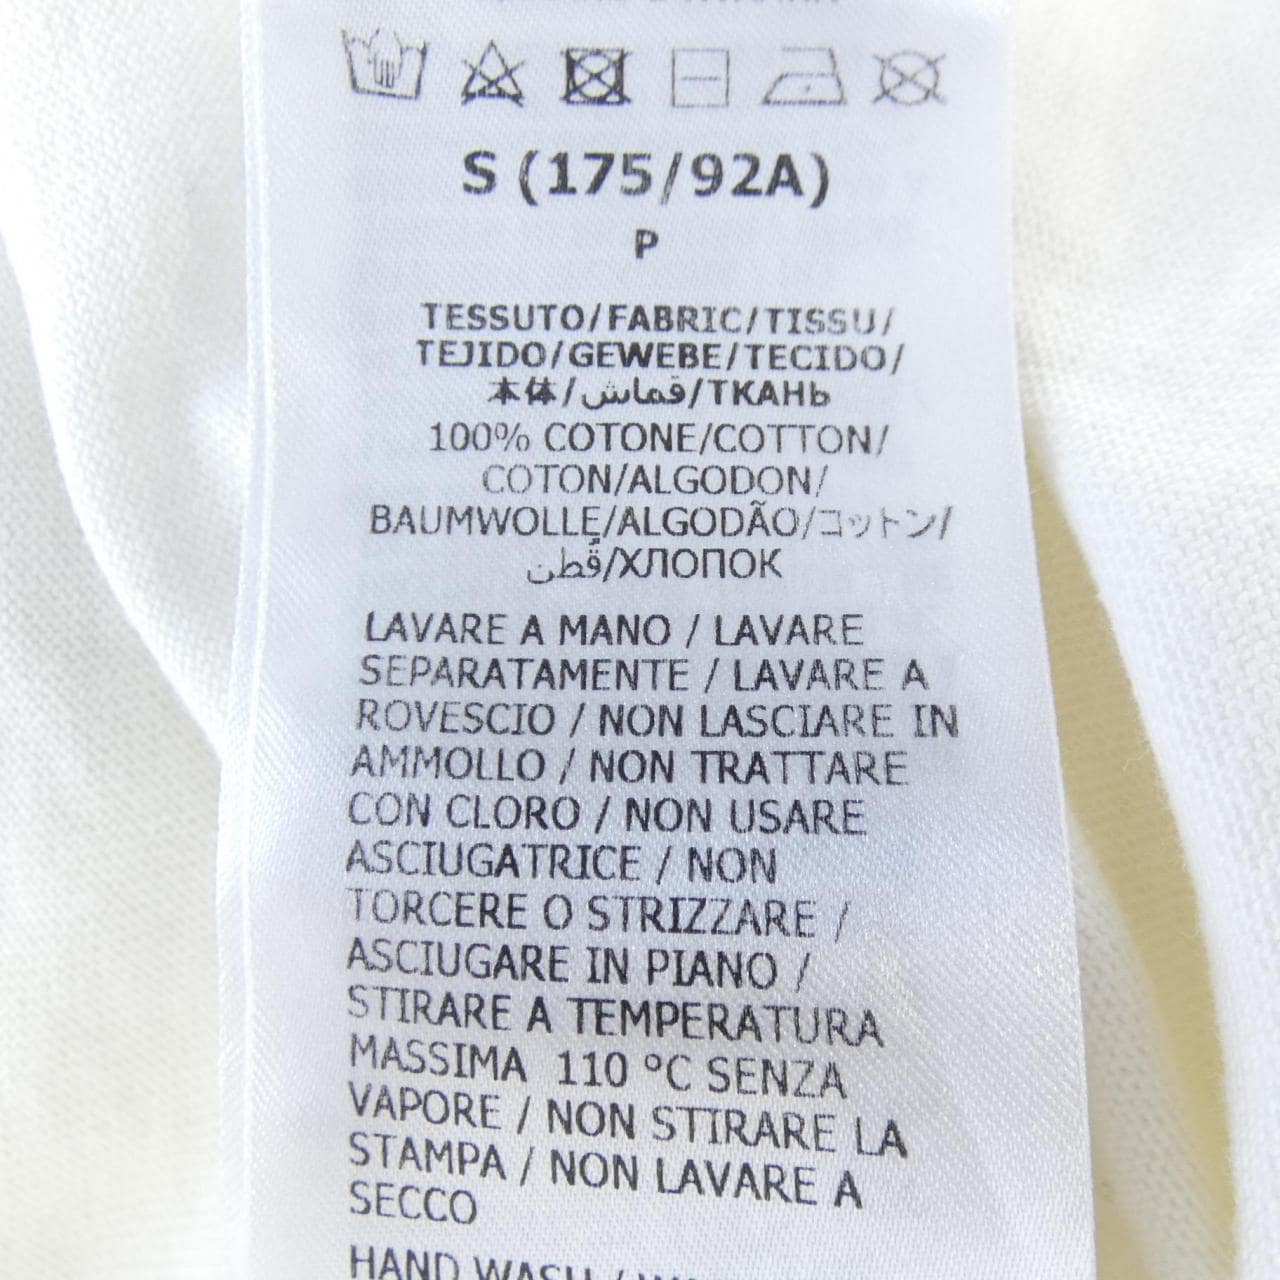 S (175/92A)
P
TESSUTO/FABRIC/TISSU/
TEJIDO/GEWEBE/TECIDO/
本体/قماش/ТКАНЬ
100% COTONE/COTTON/
COTON/ALGODON/
BAUMWOLLE/ALGODÃO/コットン/
قطن/ХЛОПОК
LAVARE A MANO / LAVARE
SEPARATAMENTE / LAVARE A
ROVESCIO / NON LASCIARE IN
AMMOLLO / NON TRATTARE
CON CLORO / NON USARE
ASCIUGATRICE / NON
TORCERE O STRIZZARE /
ASCIUGARE IN PIANO /
STIRARE A TEMPERATURA
MASSIMA 110 °C SENZA
VAPORE / NON STIRARE LA
STAMPA / NON LAVARE A
SECCO
HAND WASH /